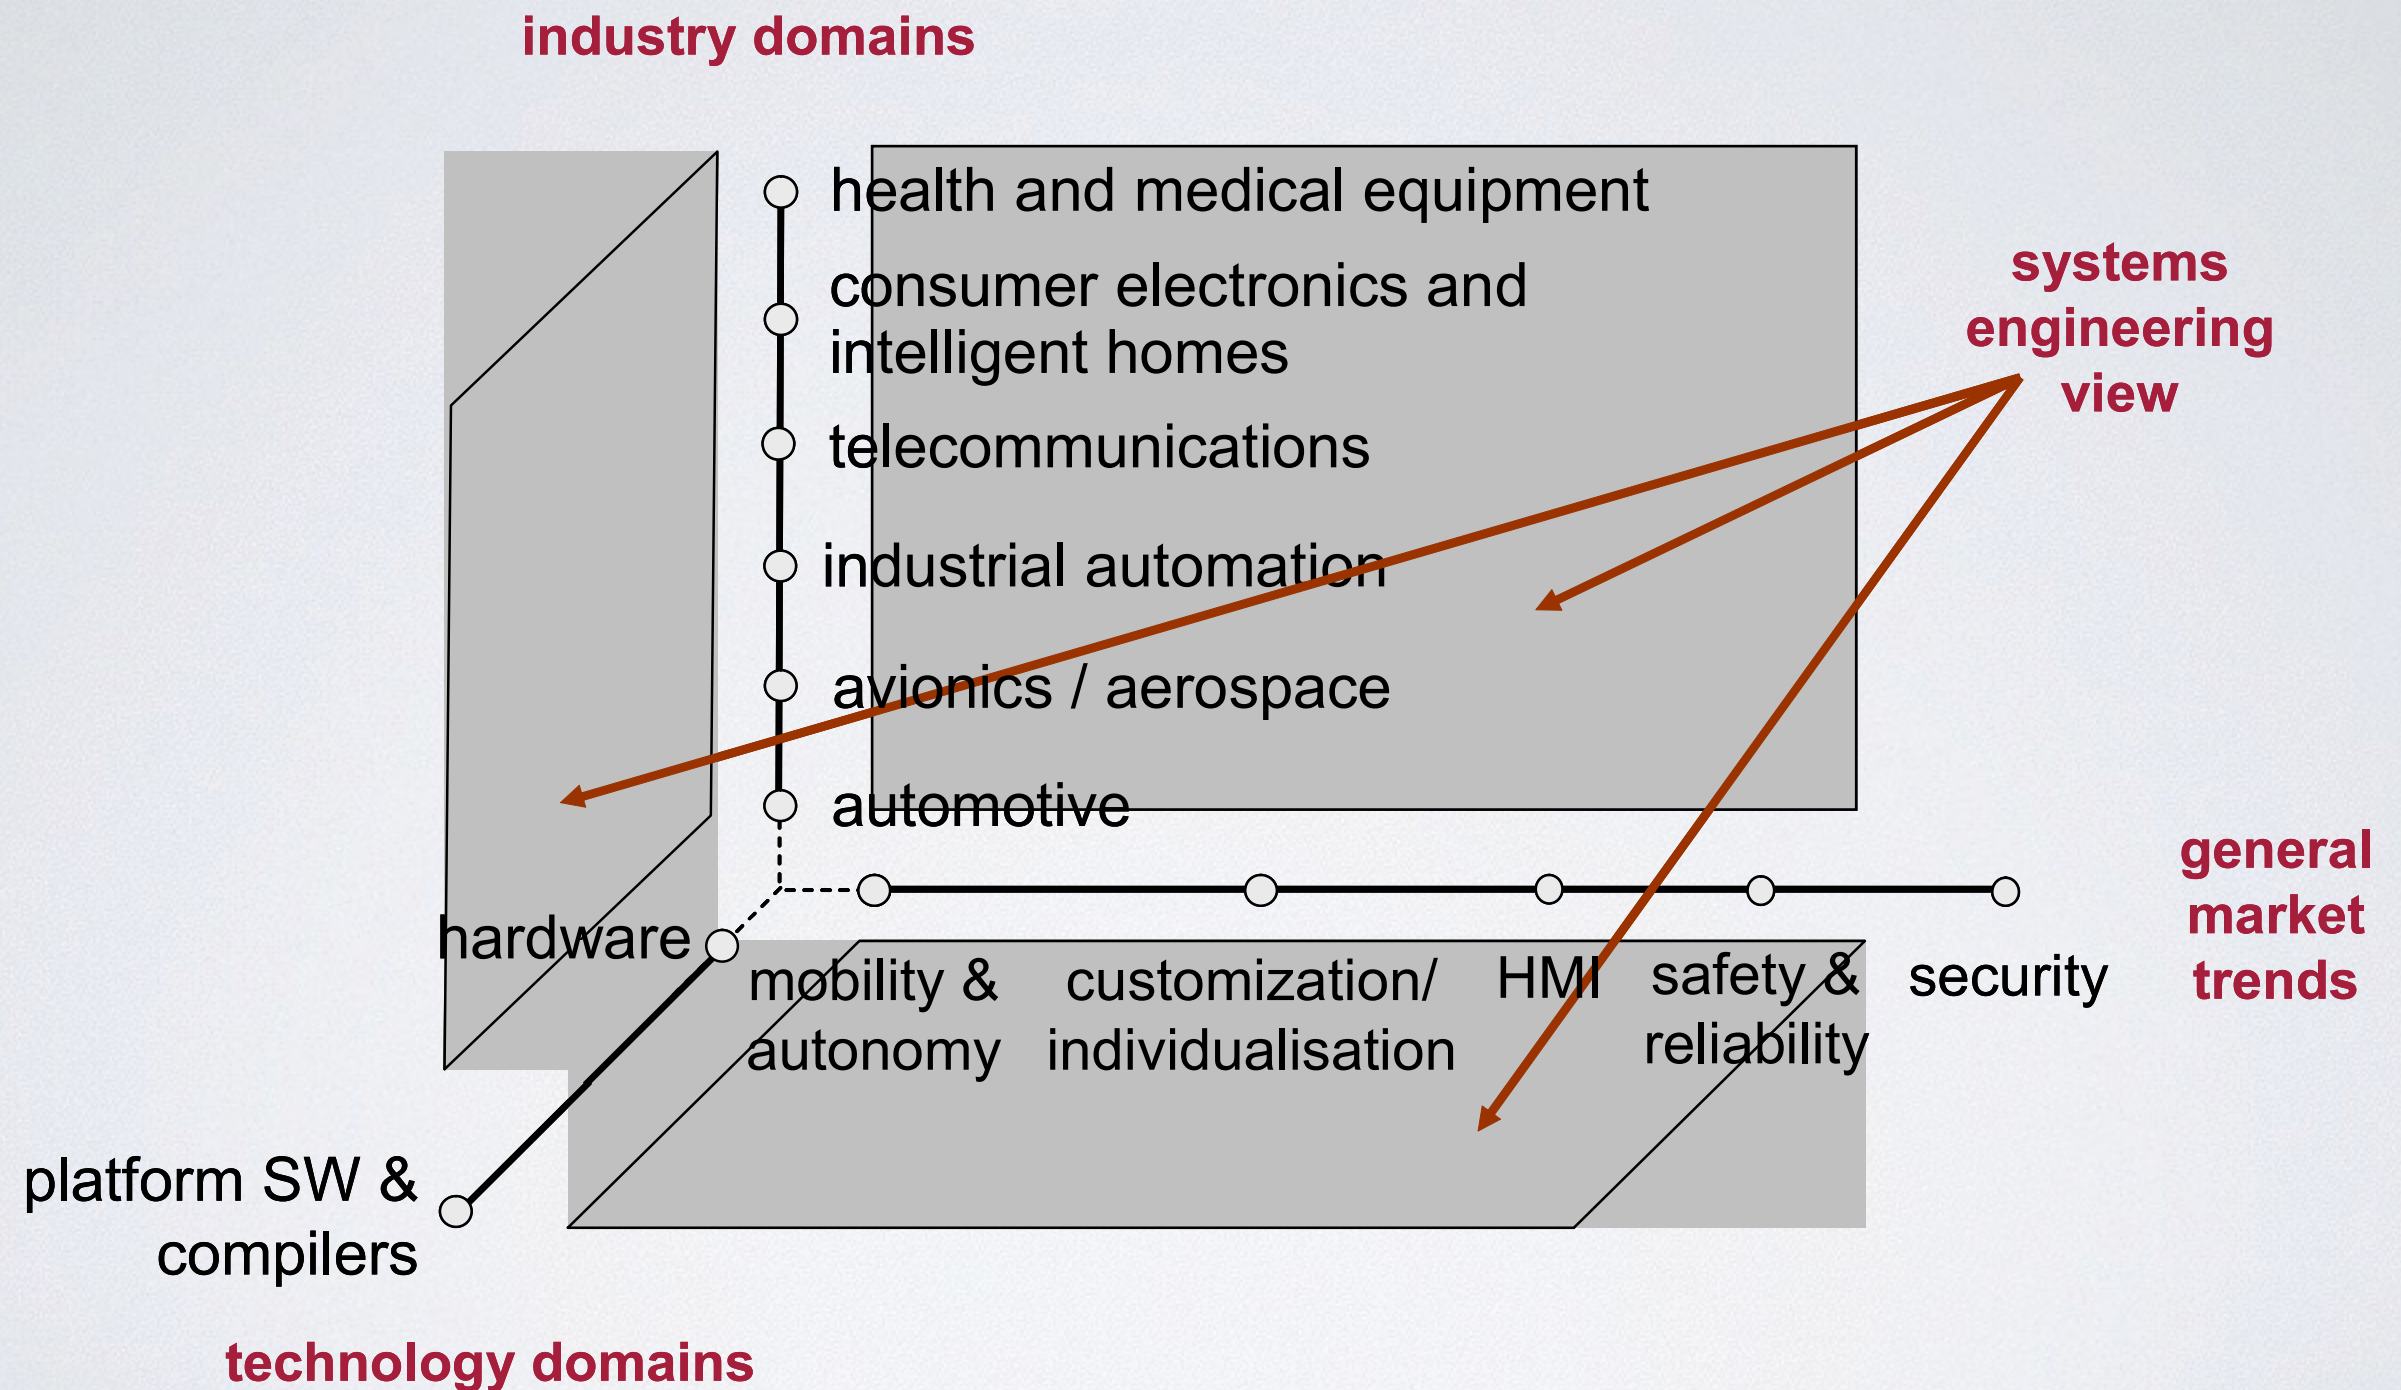 industry domains
health and medical equipment
consumer electronics and
intelligent homes
telecommunications
industrial automation
avionics / aerospace
automotive
systems
engineering
view
general
market
trends
hardware
mobility &
autonomy
customization/
individualisation
HMI
safety &
reliability
security
platform SW &
compilers
technology domains